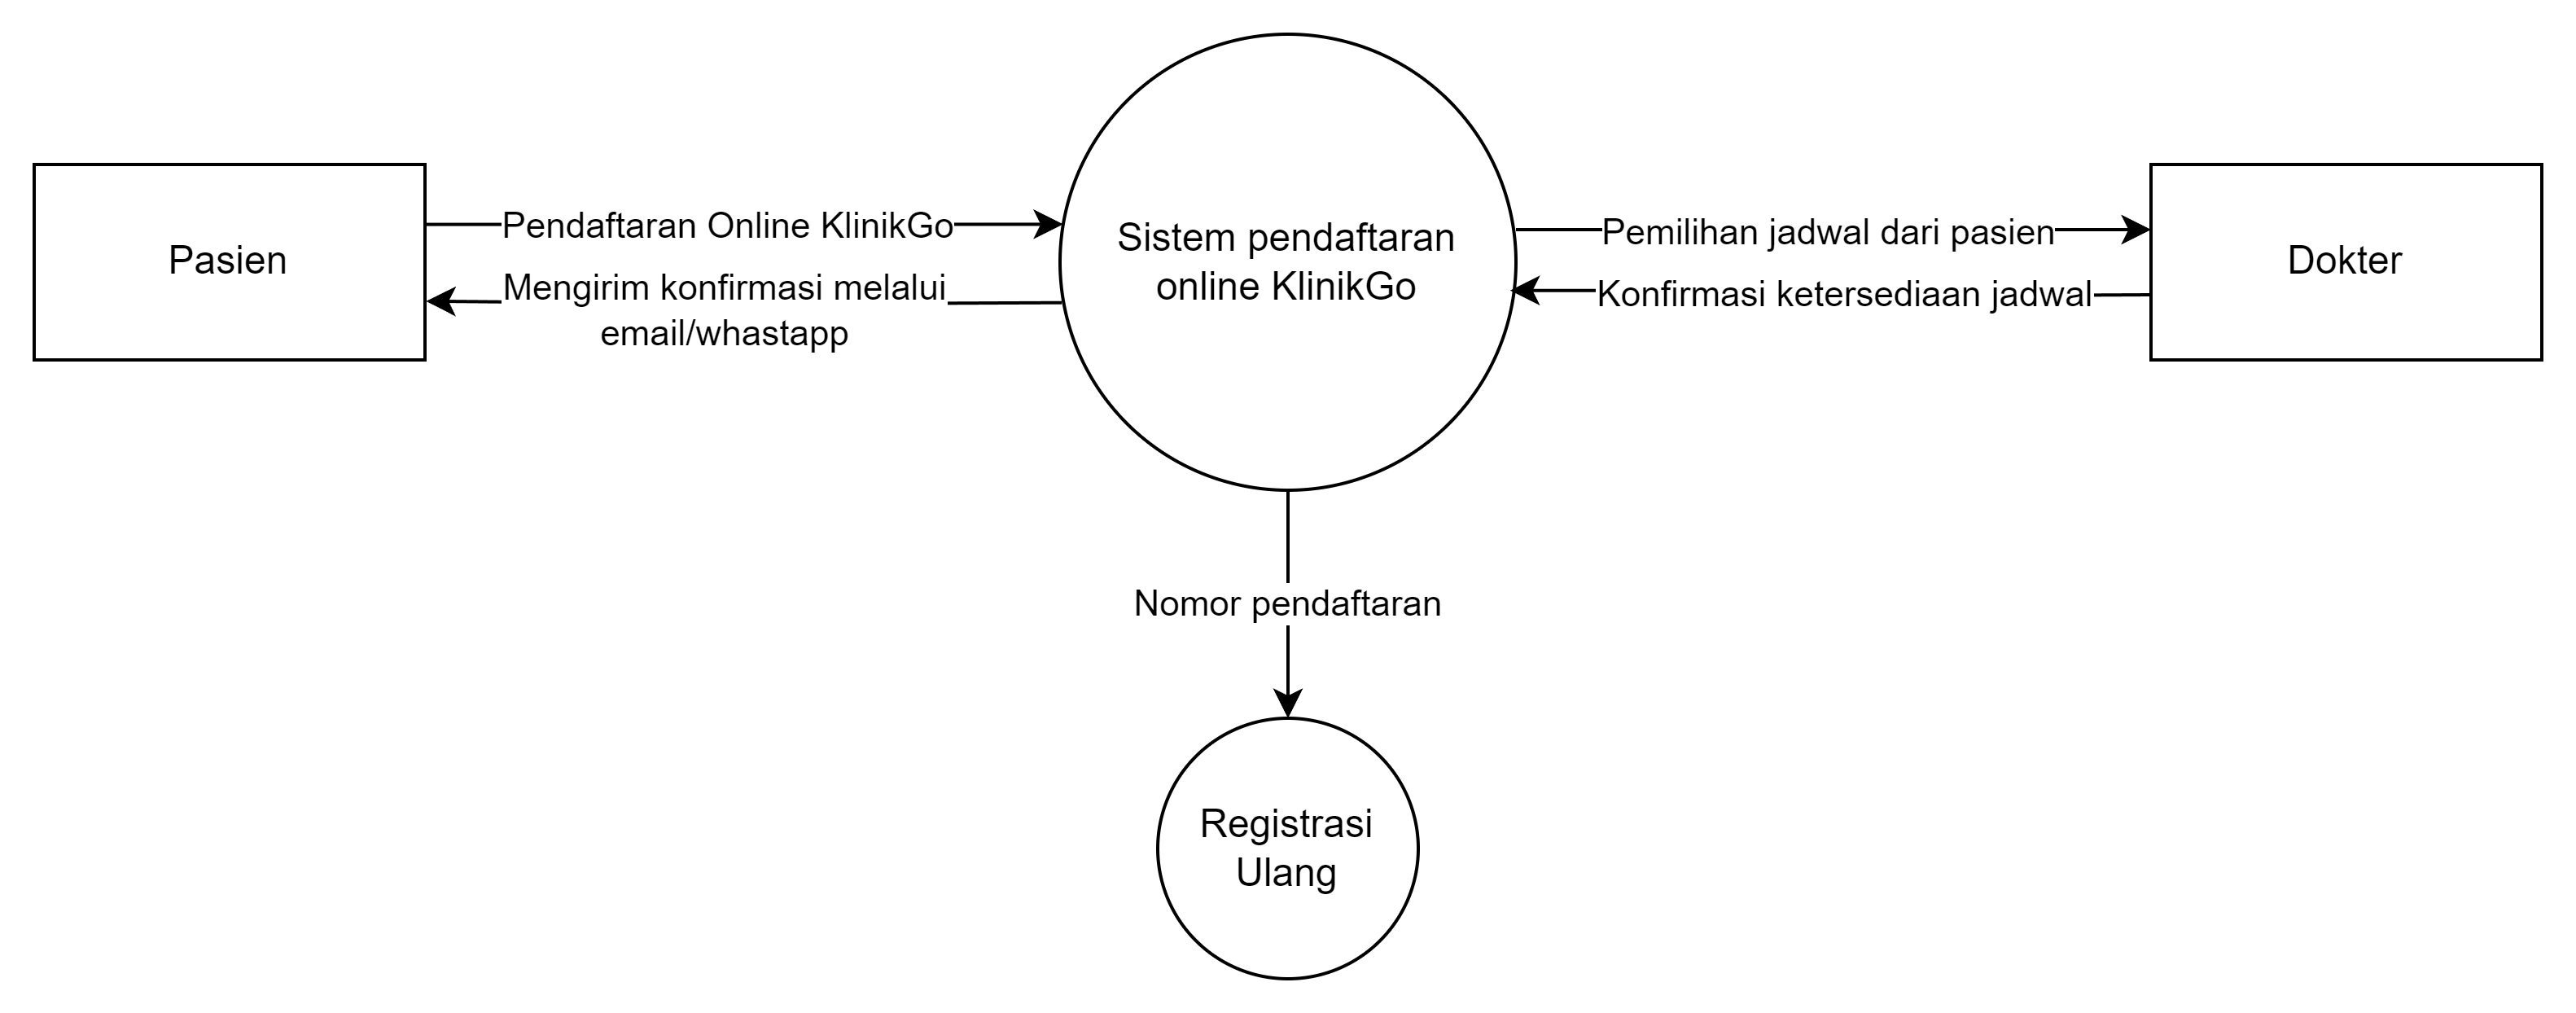 Pasien
Pendaftaran Online KlinikGo
Mengirim konfirmasi melalui
email/whastapp
Sistem pendaftaran
online KlinikGo
Pemilihan jadwal dari pasien
Konfirmasi ketersediaan jadwal
Dokter
Nomor pendaftaran
Registrasi
Ulang